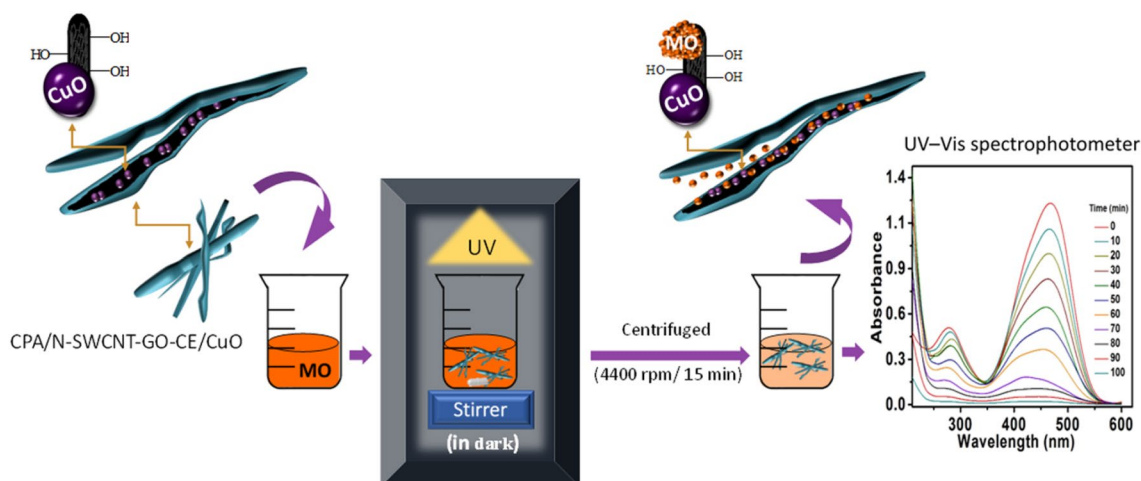 OH
HO
OH
CuO
CPA/N-SWCNT-GO-CE/CuO
MO
UV
Stirrer
(in dark)
Centrifuged
(4400 rpm/ 15 min)
MO
OH
HO
OH
CuO
UV–Vis spectrophotometer
Absorbance
1.4
1.1
0.9
0.6
0.3
0.0
Time (min)
0
10
20
30
40
50
60
70
80
90
100
300 400 500 600
Wavelength (nm)